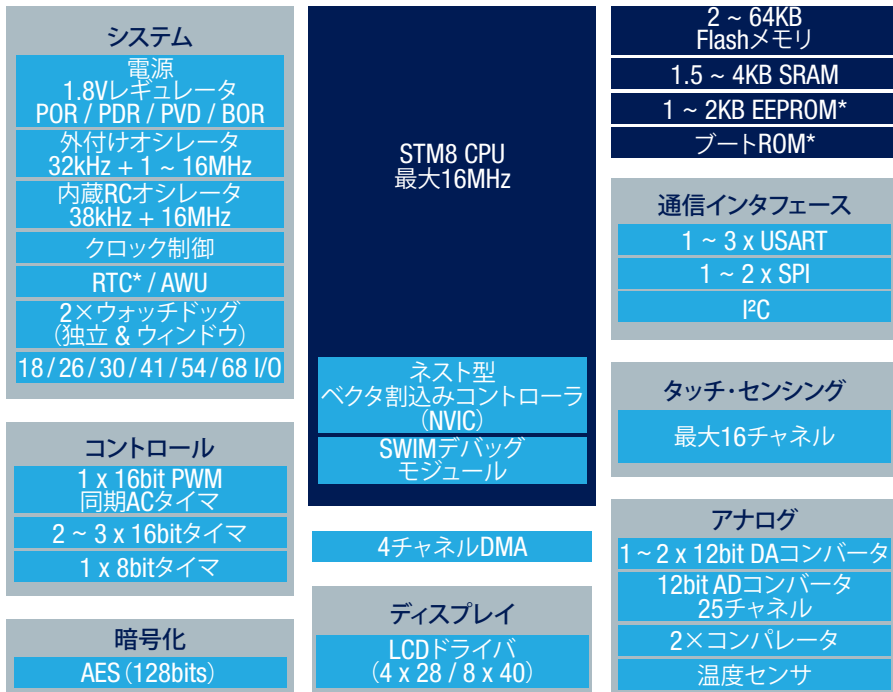 システム
電源
1.8Vレギュレータ
POR / PDR / PVD / BOR
外付けオシレータ
32kHz + 1 ~ 16MHz
内蔵RCオシレータ
38kHz + 16MHz
クロック制御
RTC* / AWU
2×ウォッチドッグ
(独立 & ウィンドウ)
18 / 26 / 30 / 41 / 54 / 68 I/O
コントロール
1 x 16bit PWM
同期ACタイマ
2 ~ 3 x 16bitタイマ
1 x 8bitタイマ
暗号化
AES (128bits)
STM8 CPU
最大16MHz
ネスト型
ベクタ割込みコントローラ
(NVIC)
SWIMデバッグ
モジュール
4チャネルDMA
ディスプレイ
LCDドライバ
(4 x 28 / 8 x 40)
2 ~ 64KB
Flashメモリ
1.5 ~ 4KB SRAM
1 ~ 2KB EEPROM*
ブートROM*
通信インタフェース
1 ~ 3 x USART
1 ~ 2 x SPI
I²C
タッチ・センシング
最大16チャネル
アナログ
1 ~ 2 x 12bit DAコンバータ
12bit ADコンバータ
25チャネル
2×コンパレータ
温度センサ